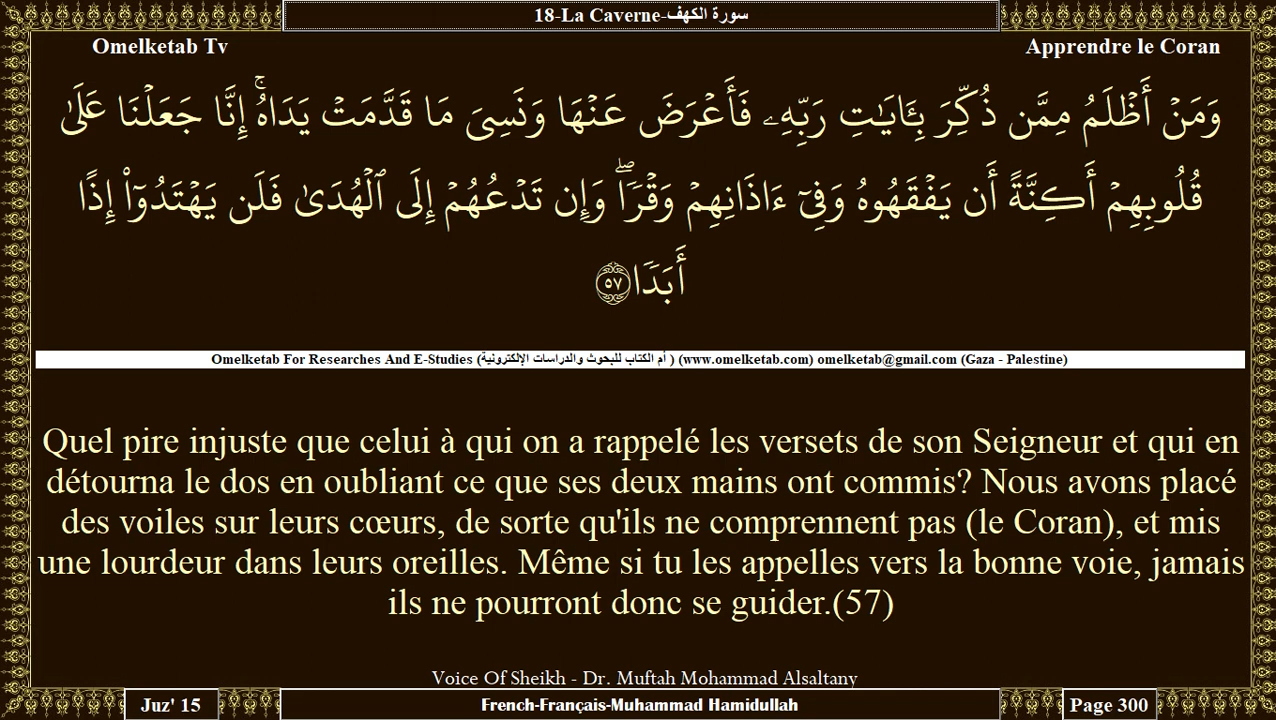 18-La Caverne-سورة الكهف
Omelketab Tv
Apprendre le Coran
وَمَنۡ أَظۡلَمُ مِمَّن ذُكِّرَ بِـَٔايَٰتِ رَبِّهِۦ فَأَعۡرَضَ عَنۡهَا وَنَسِيَ مَا قَدَّمَتۡ يَدَاهُۚ إِنَّا جَعَلۡنَا عَلَىٰ
قُلُوبِهِمۡ أَكِنَّةً أَن يَفۡقَهُوهُ وَفِيٓ ءَاذَانِهِمۡ وَقۡرٗاۖ وَإِن تَدۡعُهُمۡ إِلَى ٱلۡهُدَىٰ فَلَن يَهۡتَدُوٓاْ إِذًا
أَبَدٗا ٥٧
Omelketab For Researches And E-Studies (أم الكتاب للبحوث والدراسات الإلكترونية ) (www.omelketab.com) omelketab@gmail.com (Gaza - Palestine)
Quel pire injuste que celui à qui on a rappelé les versets de son Seigneur et qui en
détourna le dos en oubliant ce que ses deux mains ont commis? Nous avons placé
des voiles sur leurs cœurs, de sorte qu'ils ne comprennent pas (le Coran), et mis
une lourdeur dans leurs oreilles. Même si tu les appelles vers la bonne voie, jamais
ils ne pourront donc se guider.(57)
Voice Of Sheikh - Dr. Muftah Mohammad Alsaltany
Juz' 15
French-Français-Muhammad Hamidullah
Page 300